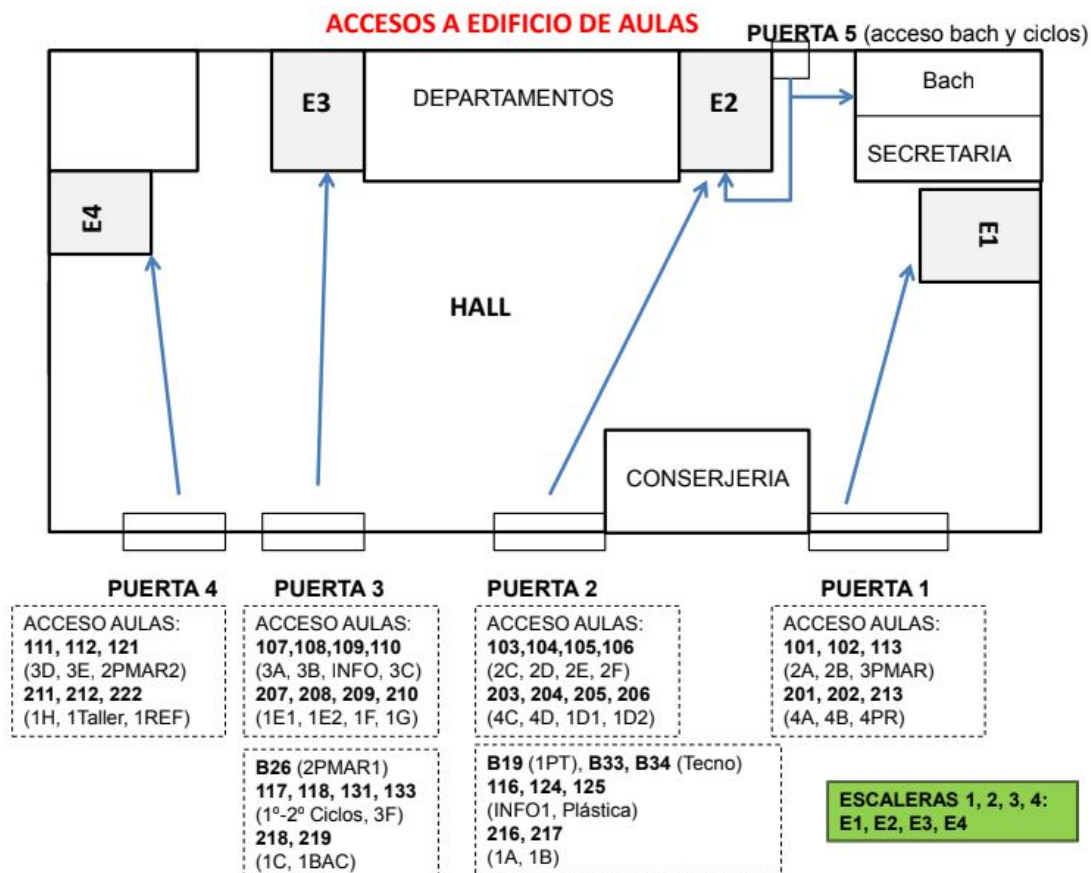 ACCESOS A EDIFICIO DE AULAS
PUERTA 5 (acceso bach y ciclos)
E3
DEPARTAMENTOS
E2
Bach
SECRETARIA
E4
E1
HALL
CONSERJERIA
PUERTA 4
ACCESO AULAS:
111, 112, 121
(3D, 3E, 2PMAR2)
211, 212, 222
(1H, 1Taller, 1REF)
PUERTA 3
ACCESO AULAS:
107,108,109,110
(3A, 3B, INFO, 3C)
207, 208, 209, 210
(1E1, 1E2, 1F, 1G)
B26 (2PMAR1)
117, 118, 131, 133
(1º-2º Ciclos, 3F)
218, 219
(1C, 1BAC)
PUERTA 2
ACCESO AULAS:
103,104,105,106
(2C, 2D, 2E, 2F)
203, 204, 205, 206
(4C, 4D, 1D1, 1D2)
B19 (1PT), B33, B34 (Tecno)
116, 124, 125
(INFO1, Plástica)
216, 217
(1A, 1B)
PUERTA 1
ACCESO AULAS:
101, 102, 113
(2A, 2B, 3PMAR)
201, 202, 213
(4A, 4B, 4PR)
ESCALERAS 1, 2, 3, 4:
E1, E2, E3, E4